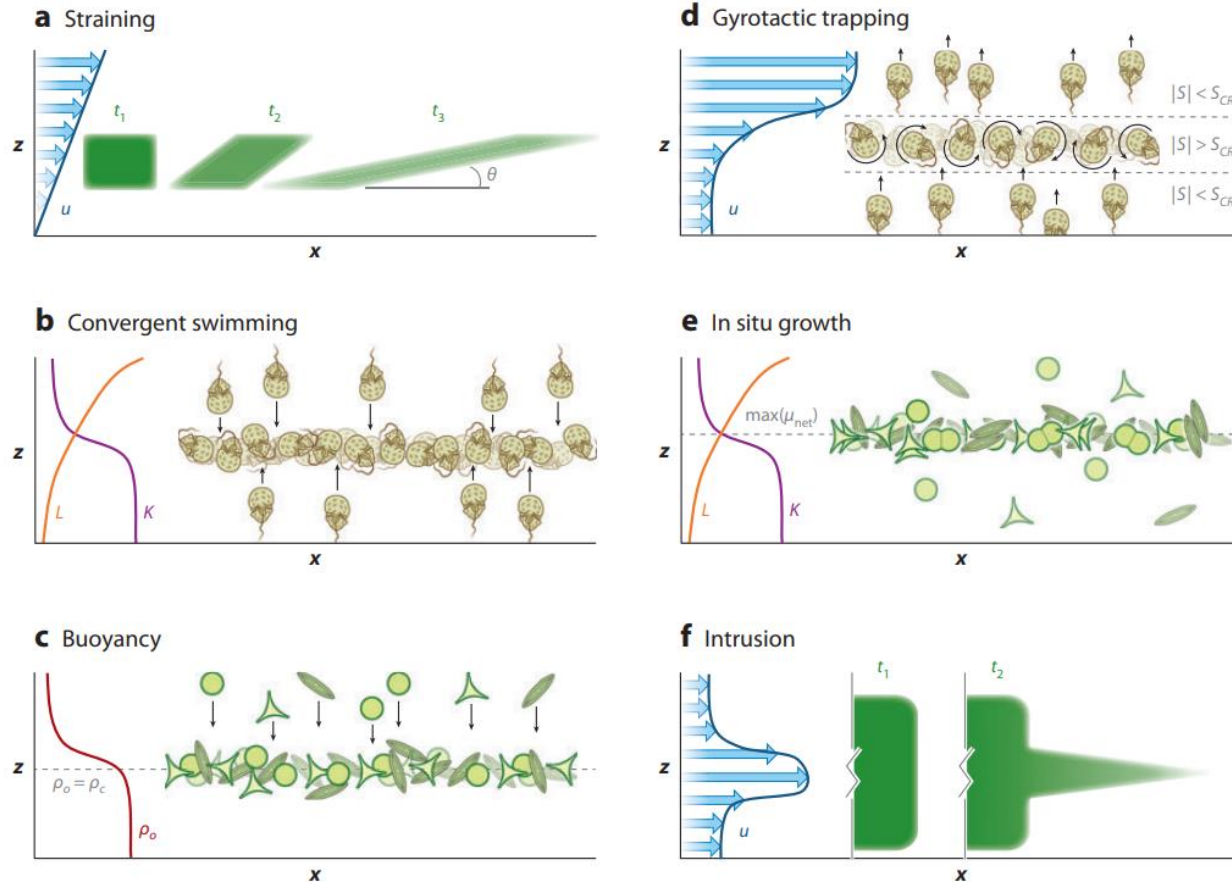 a Straining
z
u
t1
t2
t3
θ
x
b Convergent swimming
z
L
K
x
c Buoyancy
z
ρo = ρc
ρo
x
d Gyrotactic trapping
z
u
|S| < SCR
|S| > SCR
|S| < SCR
x
e In situ growth
z
max(μnet)
L
K
x
f Intrusion
z
u
t1
t2
x